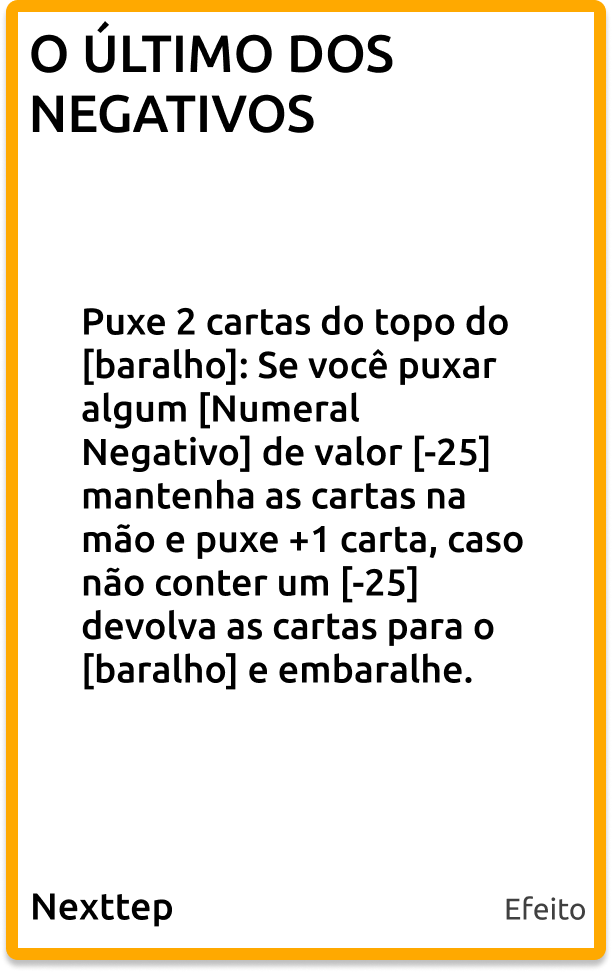 O ÚLTIMO DOS
NEGATIVOS
Puxe 2 cartas do topo do
[baralho]: Se você puxar
algum [Numeral
Negativo] de valor [-25]
mantenha as cartas na
mão e puxe +1 carta, caso
não conter um [-25]
devolva as cartas para o
[baralho] e embaralhe.
Nexttep
Efeito